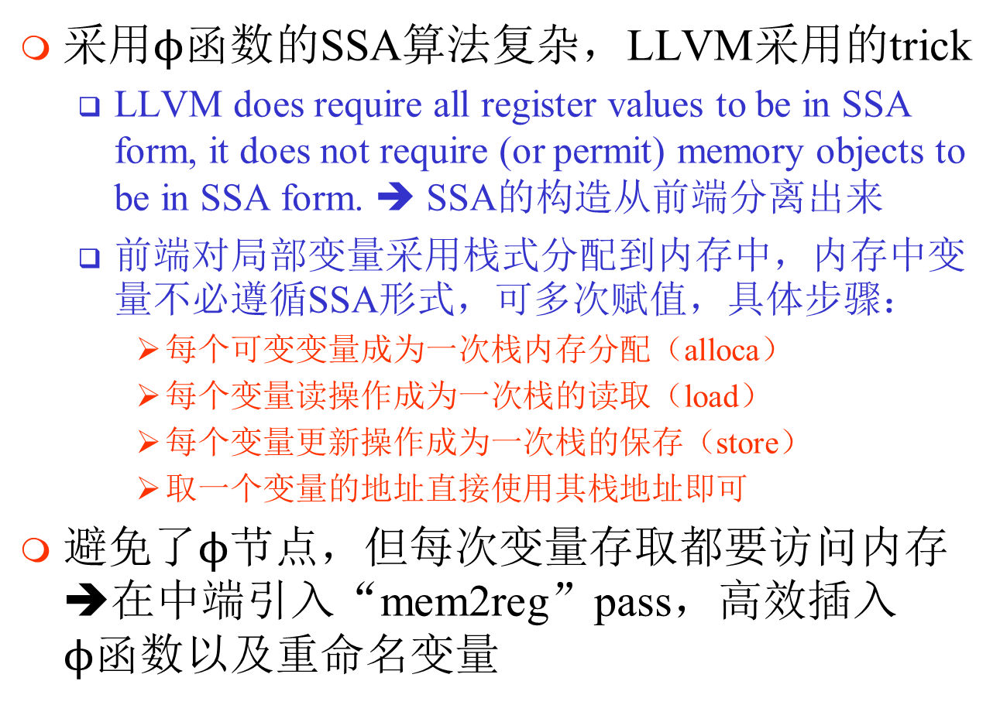 采用ϕ函数的SSA算法复杂，LLVM采用的trick
LLVM does require all register values to be in SSA
form, it does not require (or permit) memory objects to
be in SSA form. ➔ SSA的构造从前端分离出来
前端对局部变量采用栈式分配到内存中，内存中变
量不必遵循SSA形式，可多次赋值，具体步骤：
每个可变变量成为一次栈内存分配（alloca）
每个变量读操作成为一次栈的读取（load）
每个变量更新操作成为一次栈的保存（store）
取一个变量的地址直接使用其栈地址即可
避免了ϕ节点，但每次变量存取都要访问内存
➔在中端引入“mem2reg”pass，高效插入
ϕ函数以及重命名变量